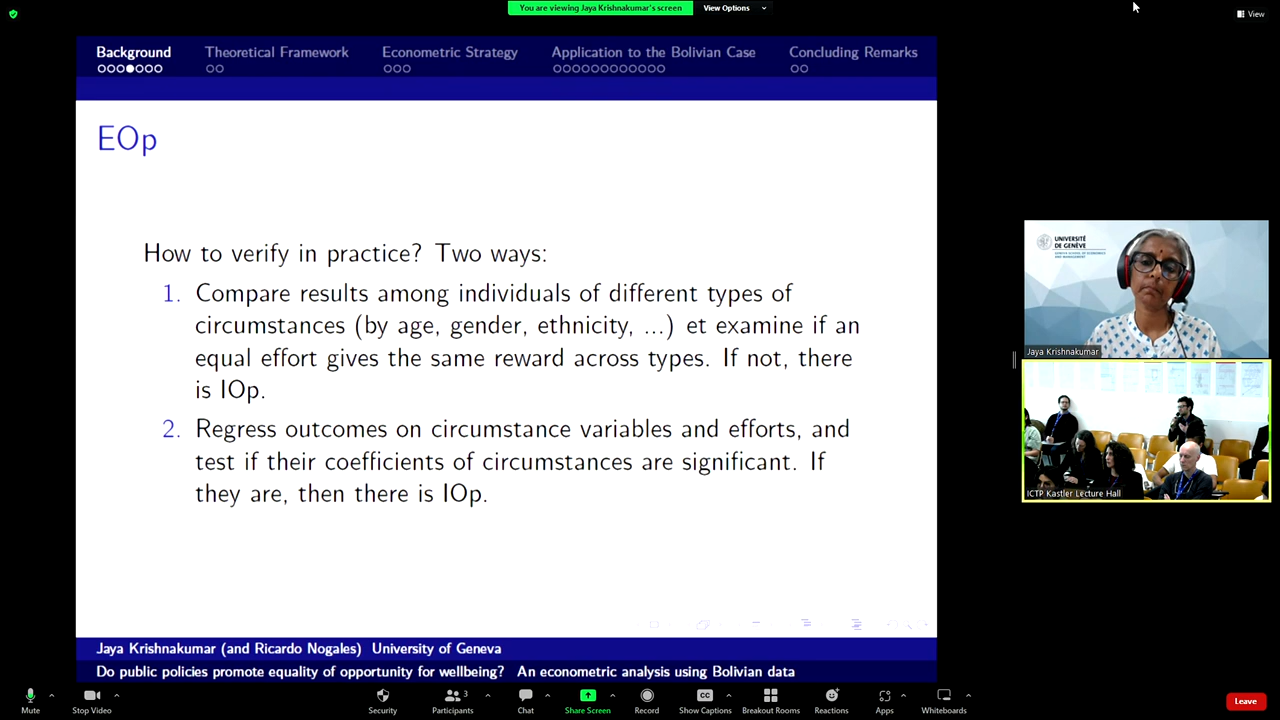 You are viewing Jaya Krishnakumar's screen
View Options
View
Background
Theoretical Framework
Econometric Strategy
Application to the Bolivian Case
Concluding Remarks
EOp
How to verify in practice? Two ways:
1. Compare results among individuals of different types of
circumstances (by age, gender, ethnicity, ...) et examine if an
equal effort gives the same reward across types. If not, there
is IOp.
2. Regress outcomes on circumstance variables and efforts, and
test if their coefficients of circumstances are significant. If
they are, then there is IOp.
Jaya Krishnakumar (and Ricardo Nogales) University of Geneva
Do public policies promote equality of opportunity for wellbeing? An econometric analysis using Bolivian data
UNIVERSITÉ
DE GENÈVE
GENEVA SCHOOL OF ECONOMICS
AND MANAGEMENT
Jaya Krishnakumar
ICTP Kastler Lecture Hall
Mute
Stop Video
Security
Participants
3
Chat
Share Screen
Record
CC
Show Captions
Breakout Rooms
Reactions
Apps
Whiteboards
Leave